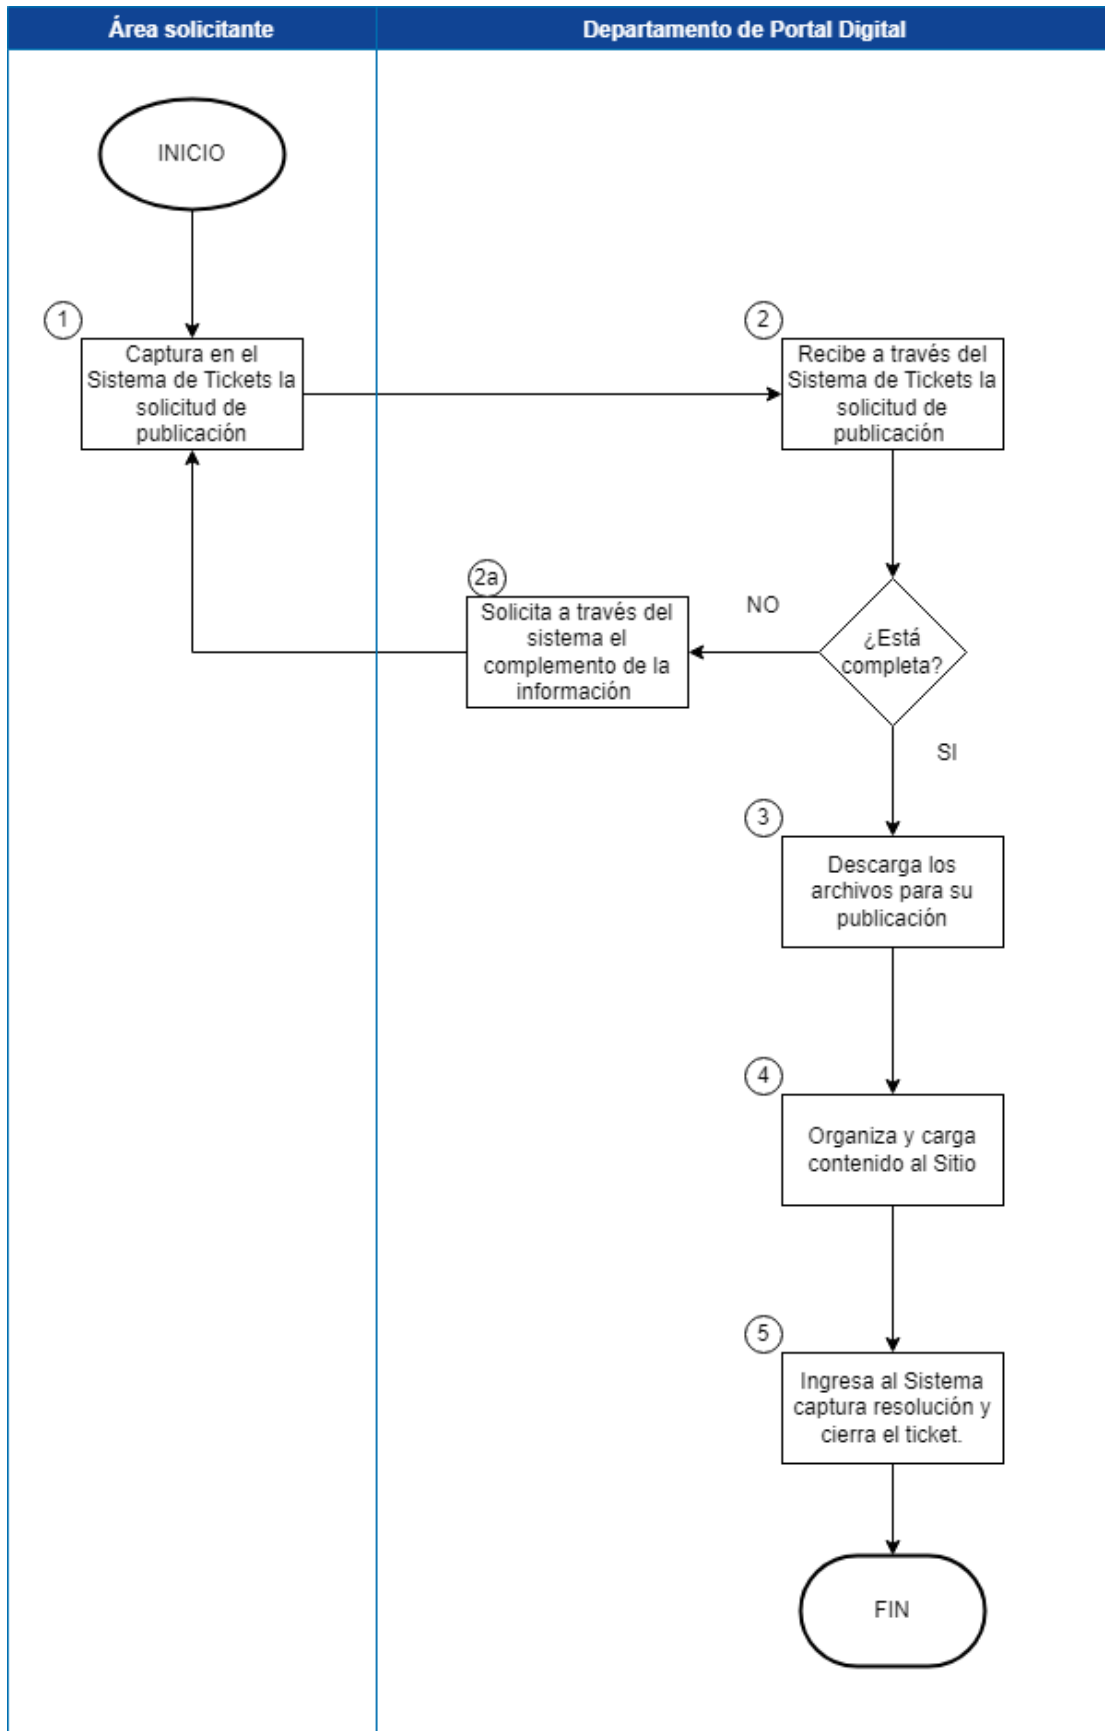 Área solicitante
Departamento de Portal Digital
INICIO
1
Captura en el
Sistema de Tickets la
solicitud de
publicación
2
Recibe a través del
Sistema de Tickets la
solicitud de
publicación
2a
Solicita a través del
sistema el
complemento de la
información
NO
¿Está
completa?
SI
3
Descarga los
archivos para su
publicación
4
Organiza y carga
contenido al Sitio
5
Ingresa al Sistema
captura resolución y
cierra el ticket.
FIN